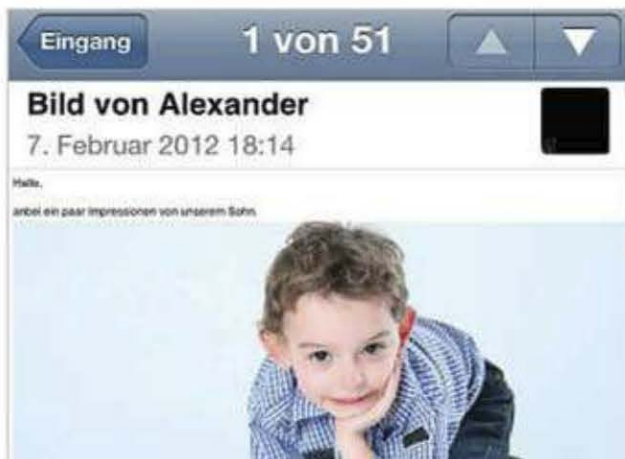 Eingang
1 von 51
Bild von Alexander
7. Februar 2012 18:14
Hallo,
anbei ein paar Impressionen von unserem Sohn.